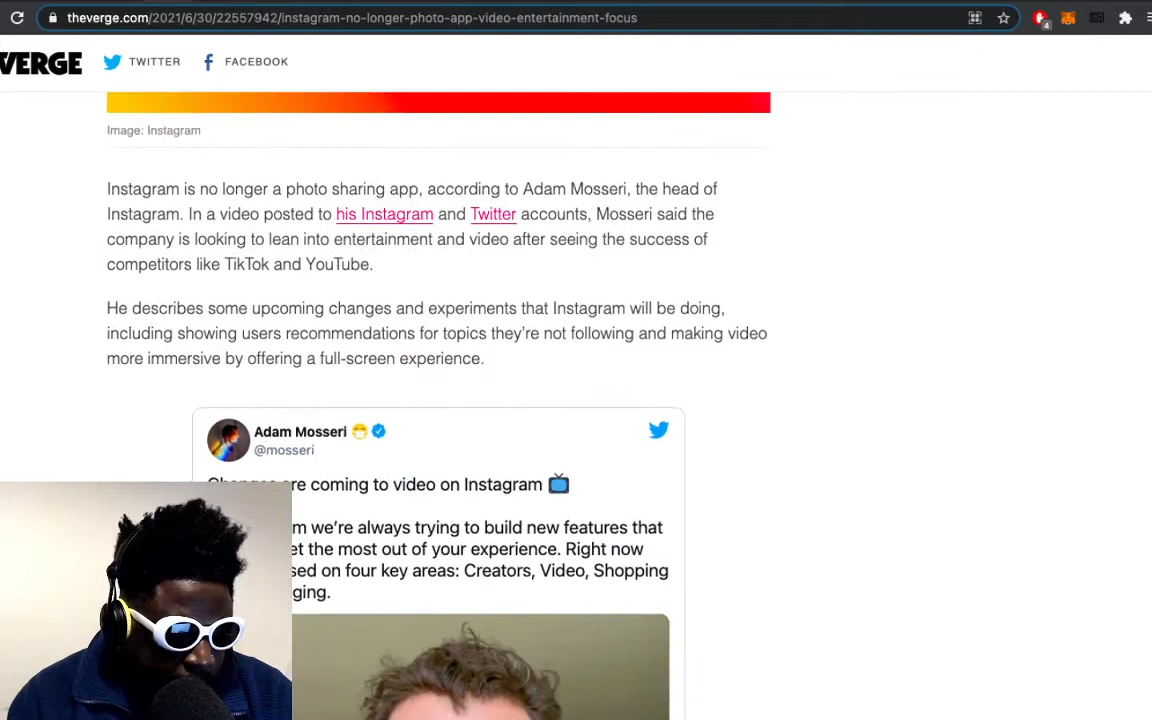 theverge.com/2021/6/30/22557942/instagram-no-longer-photo-app-video-entertainment-focus
4
VERGE TWITTER FACEBOOK
Image: Instagram
Instagram is no longer a photo sharing app, according to Adam Mosseri, the head of
Instagram. In a video posted to his Instagram and Twitter accounts, Mosseri said the
company is looking to lean into entertainment and video after seeing the success of
competitors like TikTok and YouTube.
He describes some upcoming changes and experiments that Instagram will be doing,
including showing users recommendations for topics they're not following and making video
more immersive by offering a full-screen experience.
Adam Mosseri
@mosseri
Changes are coming to video on Instagram
m we're always trying to build new features that
et the most out of your experience. Right now
sed on four key areas: Creators, Video, Shopping
ging.